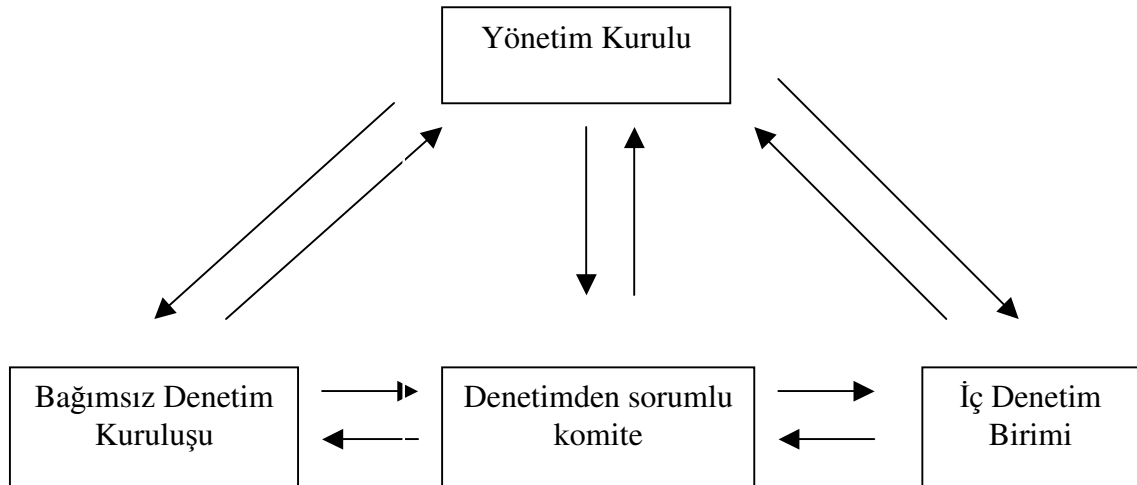 Yönetim Kurulu
Bağımsız Denetim
Kuruluşu
Denetimden sorumlu
komite
İç Denetim
Birimi